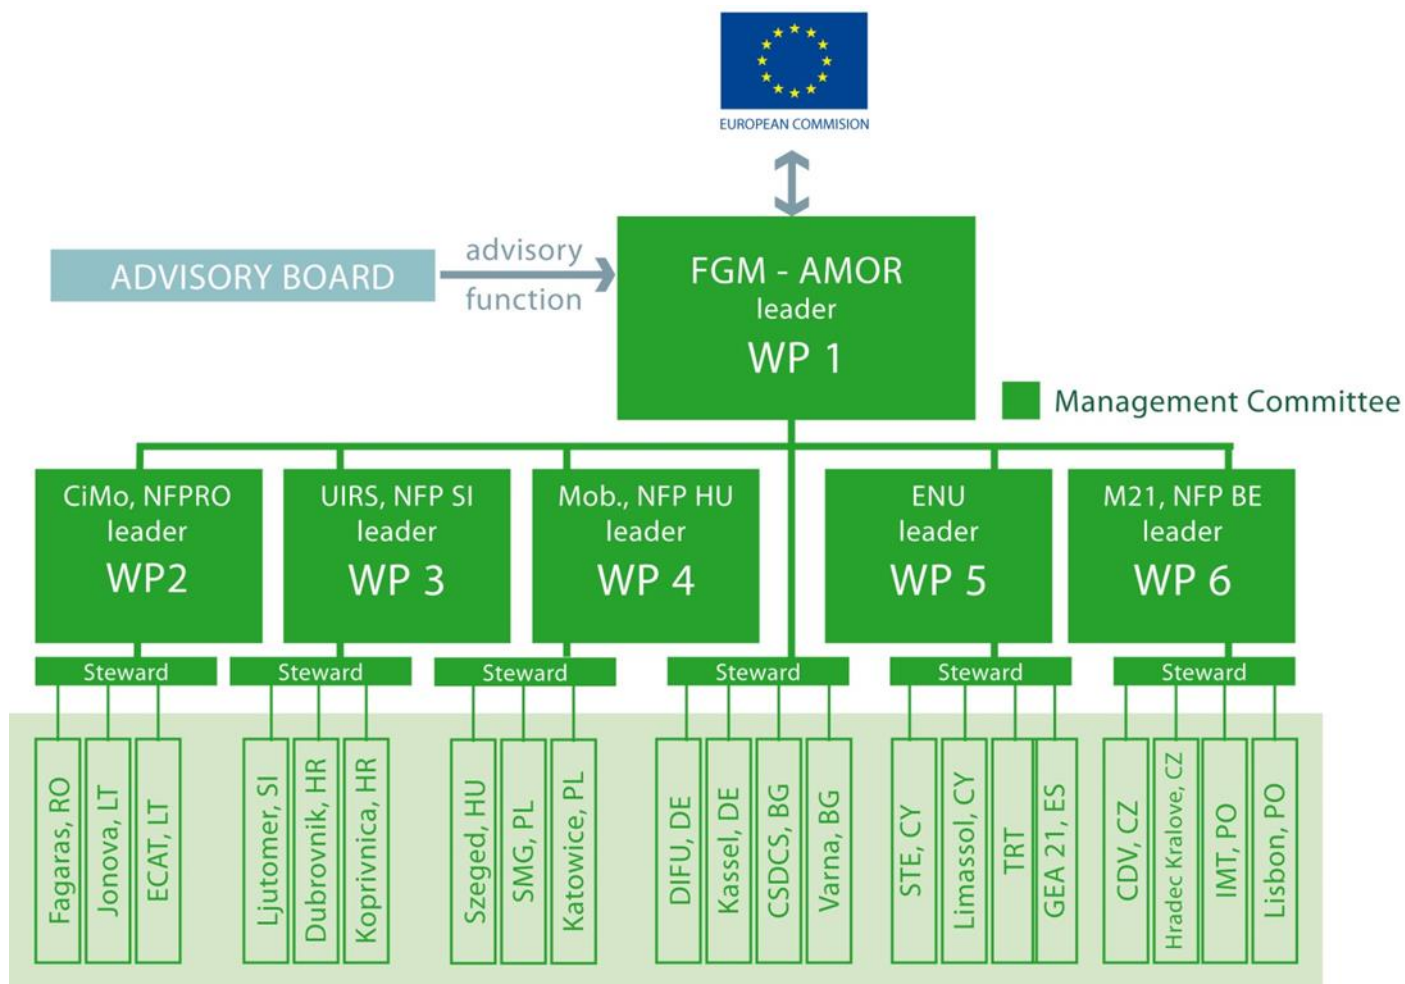 EUROPEAN COMMISION
ADVISORY BOARD
advisory
function
FGM - AMOR
leader
WP 1
Management Committee
CiMo, NFPRO
leader
WP2
UIRS, NFP SI
leader
WP 3
Mob., NFP HU
leader
WP 4
ENU
leader
WP 5
M21, NFP BE
leader
WP 6
Steward
Steward
Steward
Steward
Steward
Steward
Fagaras, RO
Jonova, LT
ECAT, LT
Ljutomer, SI
Dubrovnik, HR
Koprivnica, HR
Szeged, HU
SMG, PL
Katowice, PL
DIFU, DE
Kassel, DE
CSDCS, BG
Varna, BG
STE, CY
Limassol, CY
TRT
GEA 21, ES
CDV, CZ
Hradec Kralove, CZ
IMT, PO
Lisbon, PO